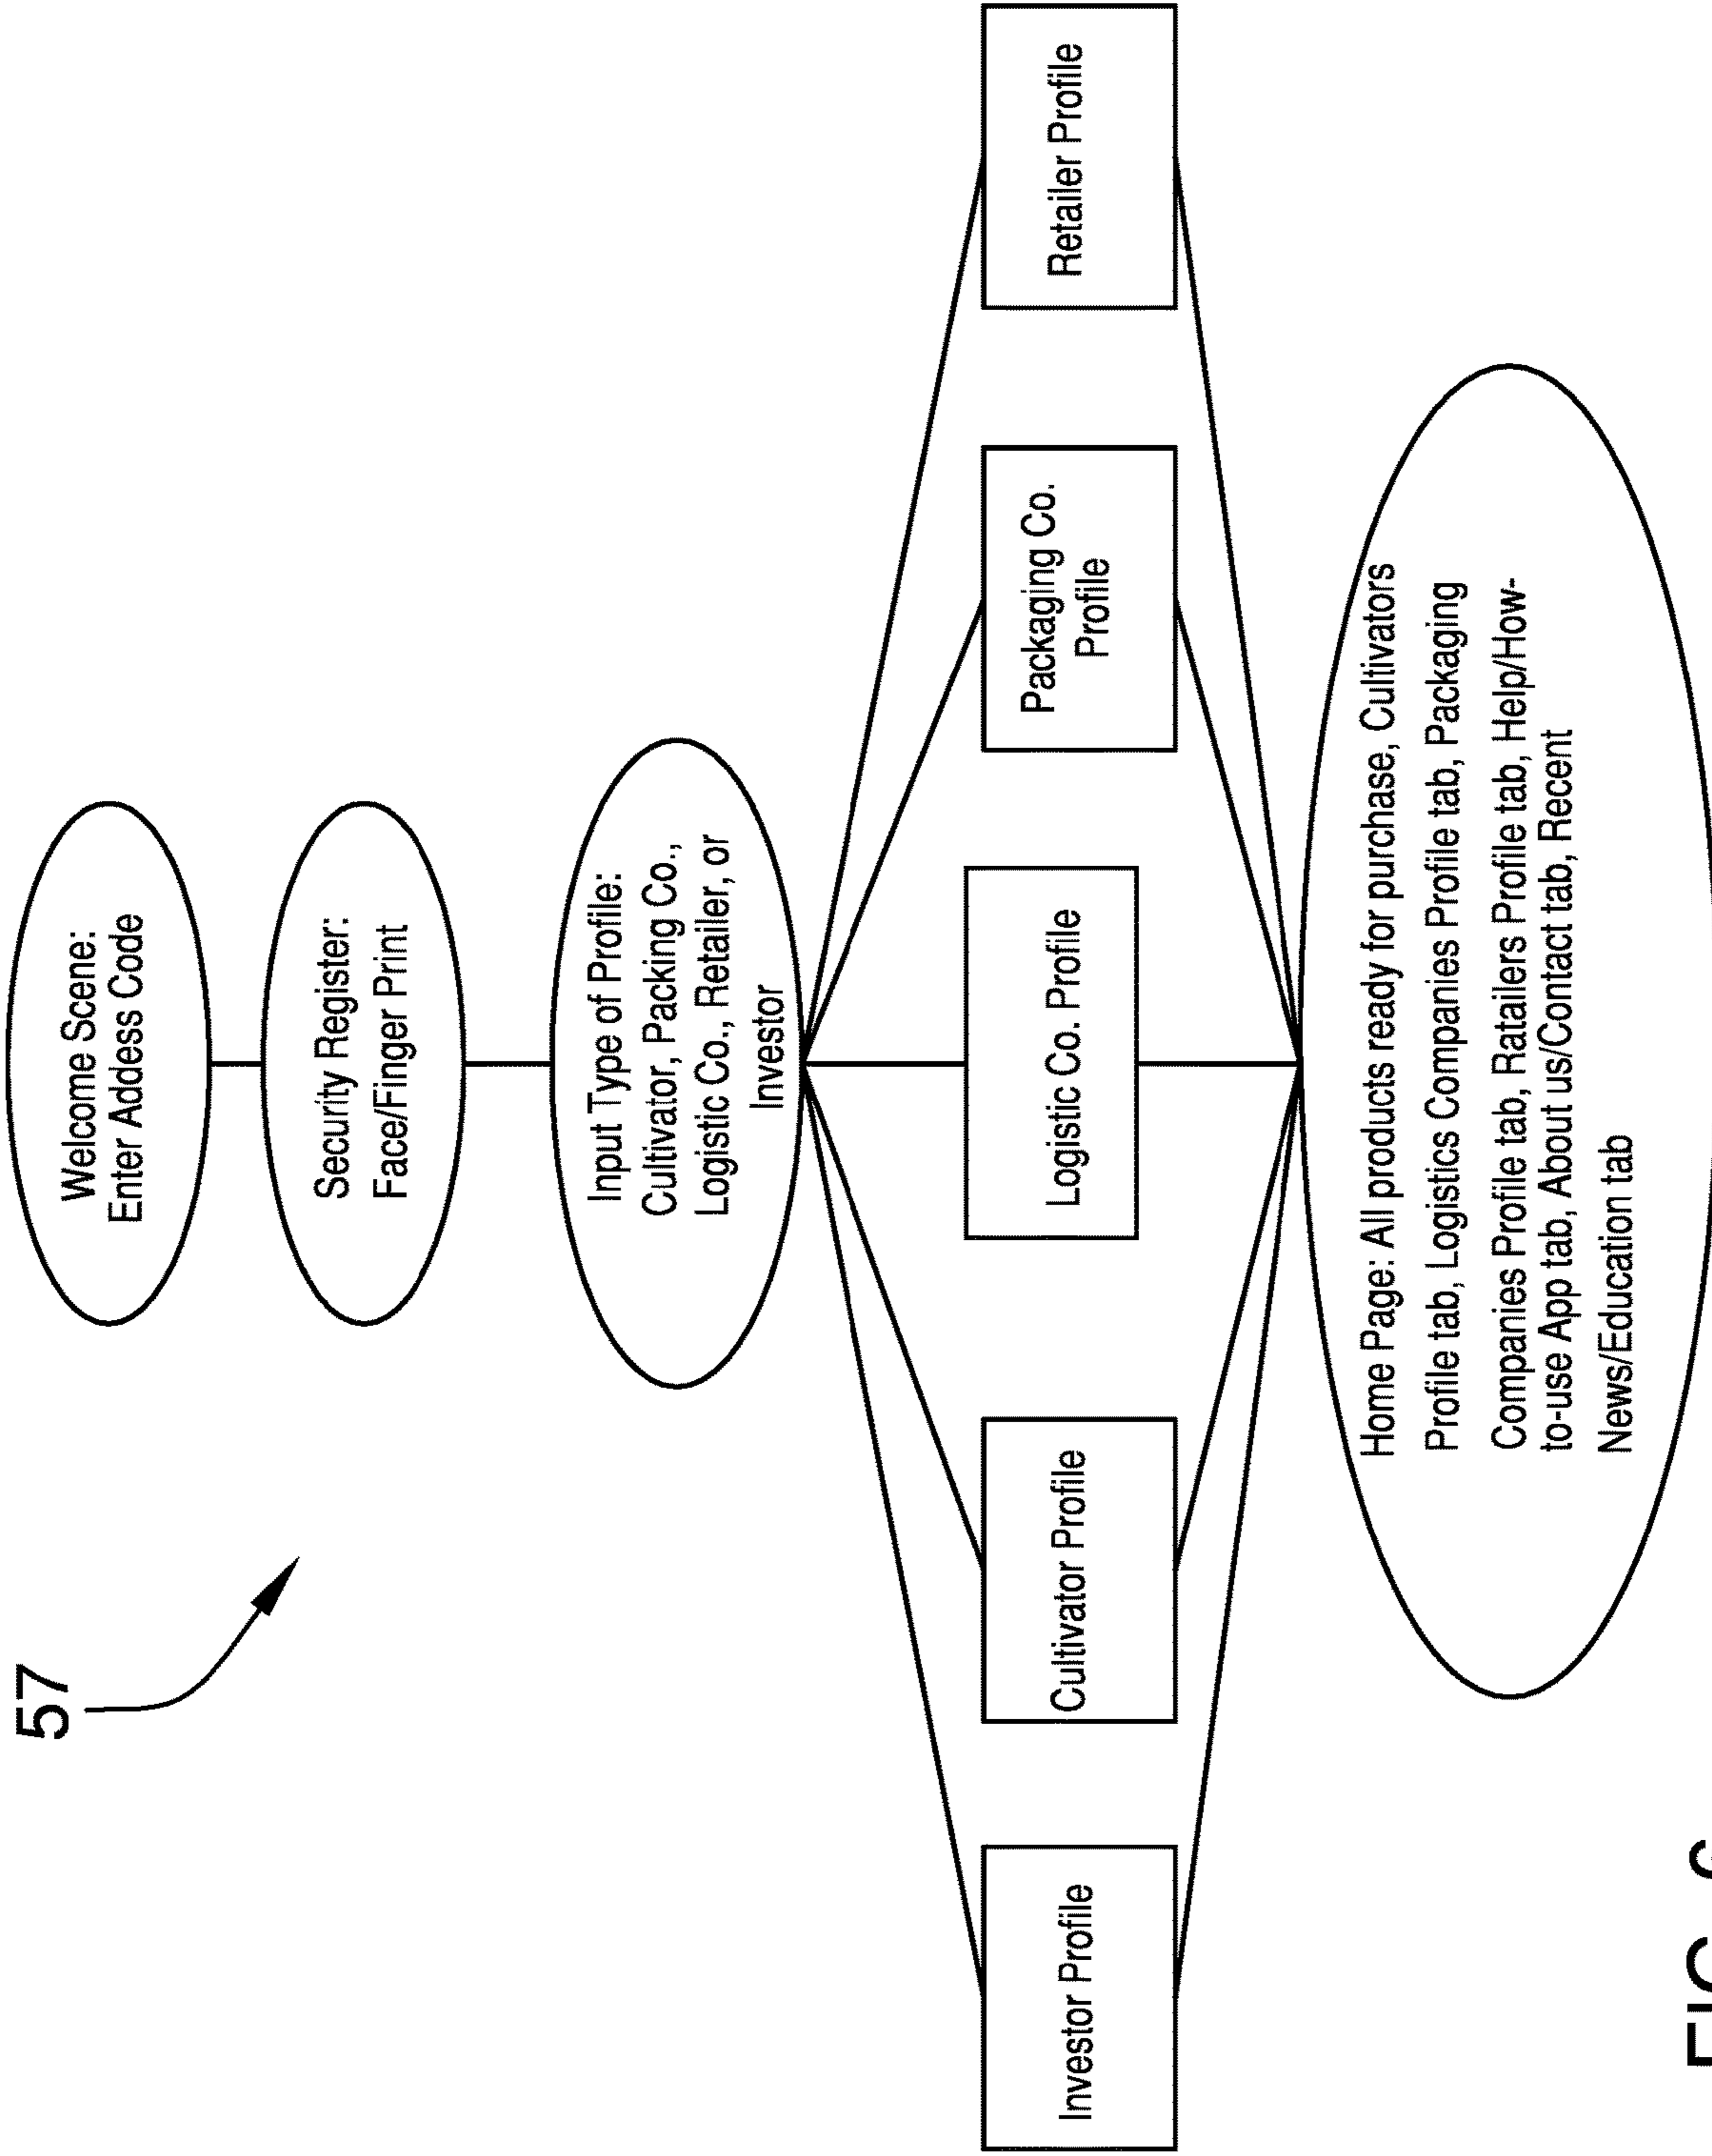 57
Welcome Scene:
Enter Addess Code
Security Register:
Face/Finger Print
Input Type of Profile:
Cultivator, Packing Co.,
Logistic Co., Retailer, or
Investor
Investor Profile
Cultivator Profile
Logistic Co. Profile
Packaging Co.
Profile
Retailer Profile
Home Page: All products ready for purchase, Cultivators
Profile tab, Logistics Companies Profile tab, Packaging
Companies Profile tab, Ratailers Profile tab, Help/How-
to-use App tab, About us/Contact tab, Recent
News/Education tab